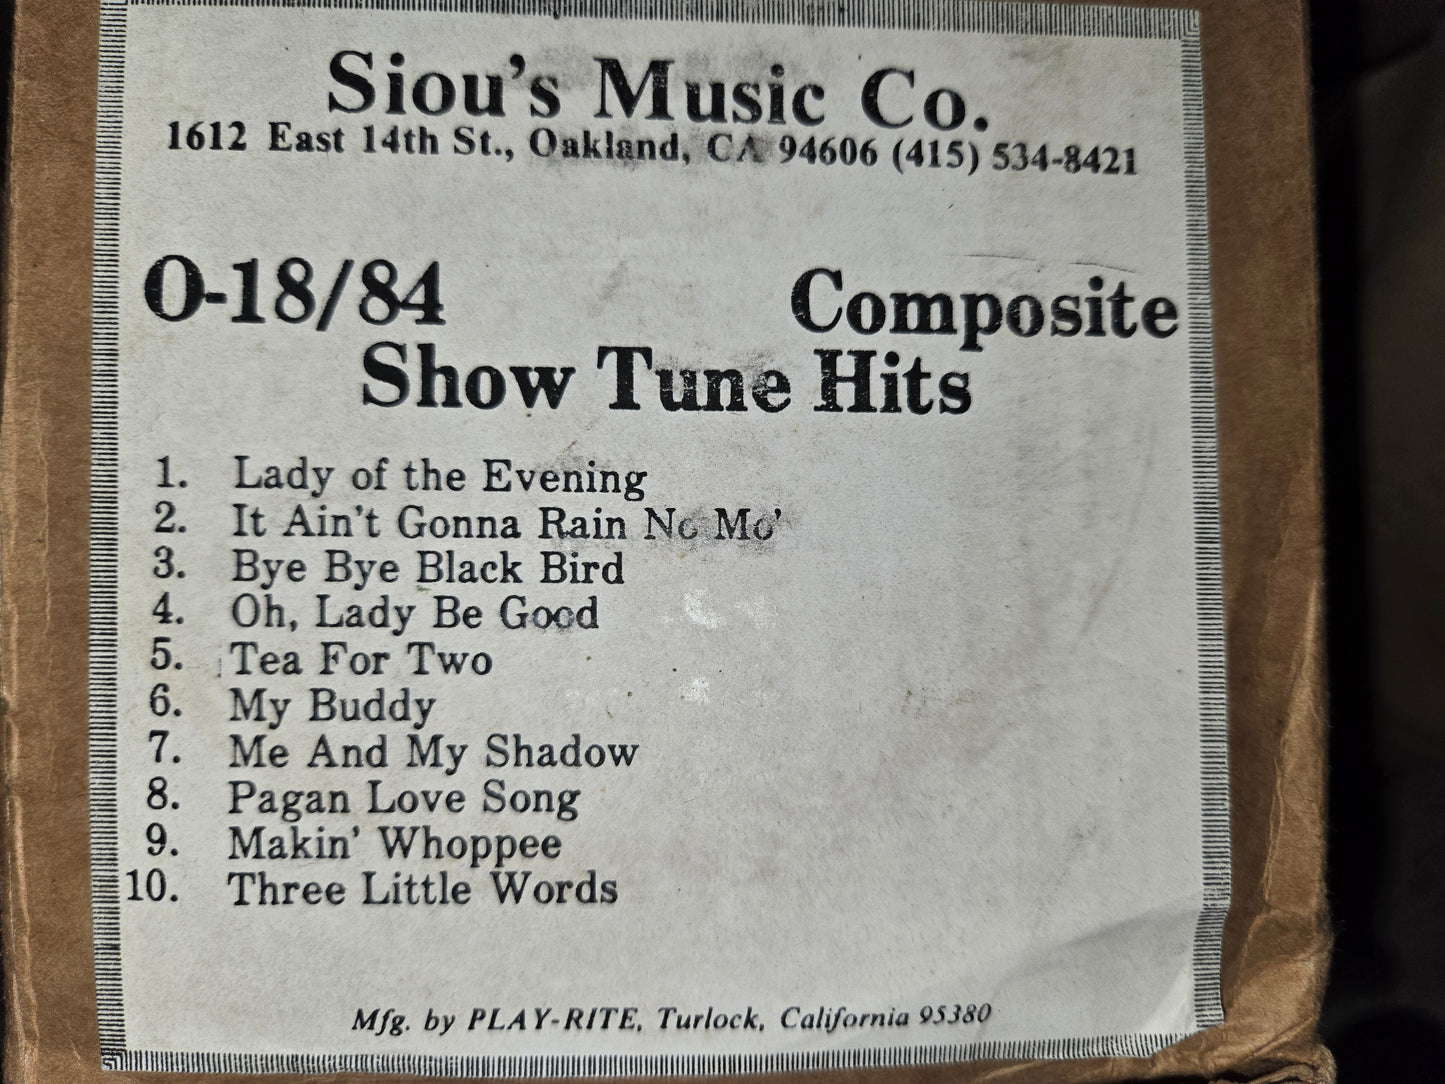 Siou's Music Co.
1612 East 14th St., Oakland, CA 94606 (415) 534-8421
O-18/84 Composite
Show Tune Hits
1. Lady of the Evening
2. It Ain't Gonna Rain No Mo'
3. Bye Bye Black Bird
4. Oh, Lady Be Good
5. Tea For Two
6. My Buddy
7. Me And My Shadow
8. Pagan Love Song
9. Makin' Whoppee
10. Three Little Words
Mfg. by PLAY-RITE, Turlock, California 95380